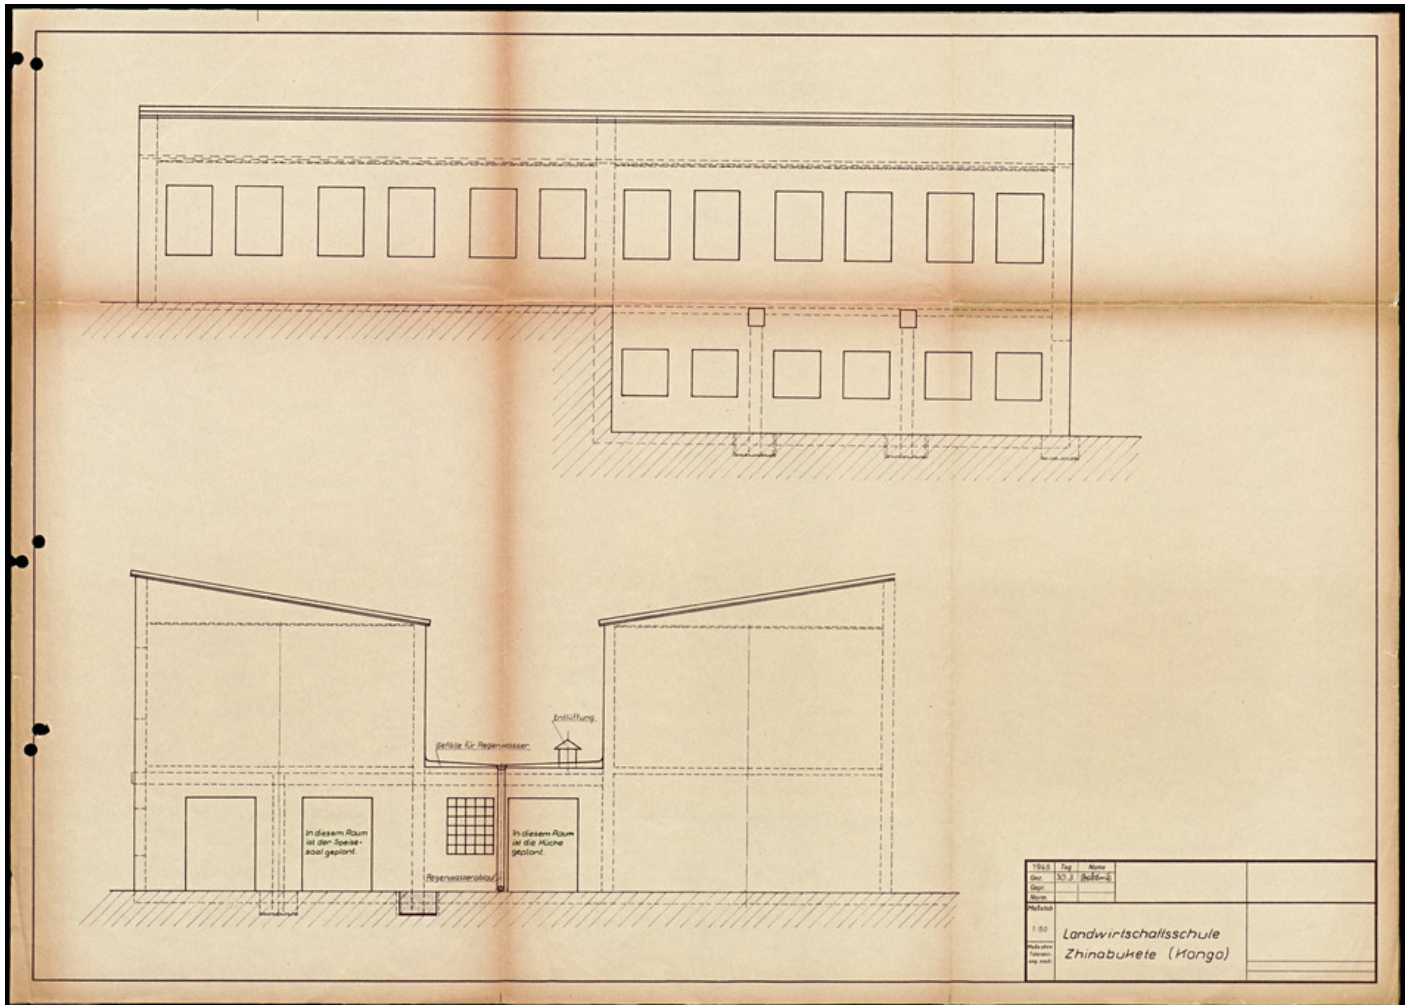 Entlüftung
Gefälle für Regenwasser
In diesem Raum
ist der Speise-
saal geplant.
In diesem Raum
ist die Küche
geplant.
Regenwasserablauf
1965 Tag Name
Gez. 30.3.
Gepr.
Norm
Maßstab
1:50
Landwirtschaftsschule
Zhinabukete (Kongo)